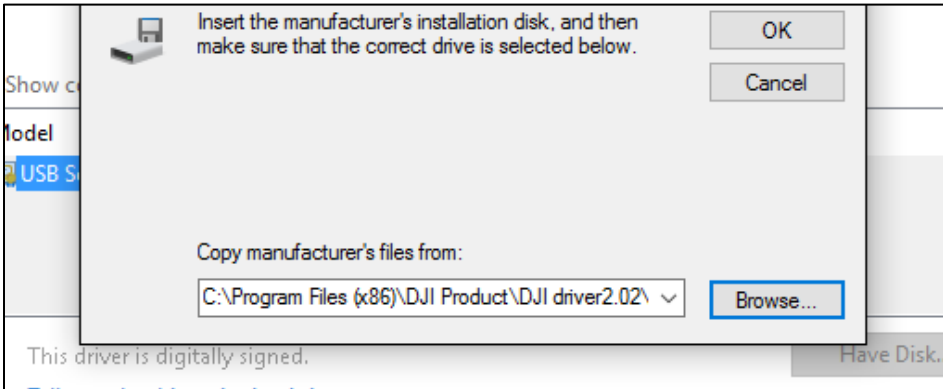 Insert the manufacturer's installation disk, and then
make sure that the correct drive is selected below.
OK
Cancel
Show
Model
USB
Copy manufacturer's files from:
C:\Program Files (x86)\DJI Product\DJI driver2.02\
Browse...
This driver is digitally signed.
Have Disk..